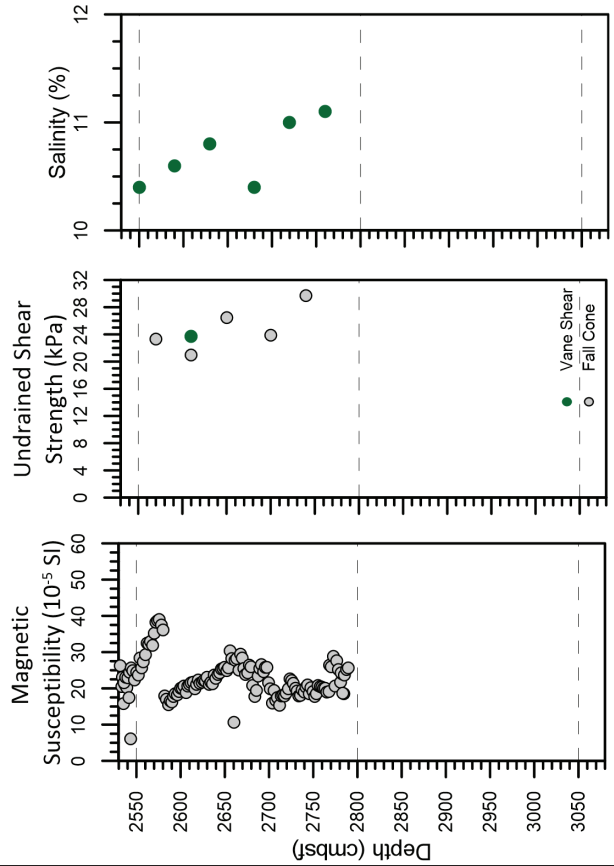 Magnetic
Susceptibility (10⁻⁵ SI)
0 10 20 30 40 50 60
Undrained Shear
Strength (kPa)
0 4 8 12 16 20 24 28 32
Salinity (%)
10 11 12
Depth (cmbsf)
2550
2600
2650
2700
2750
2800
2850
2900
2950
3000
3050
Vane Shear
Fall Cone